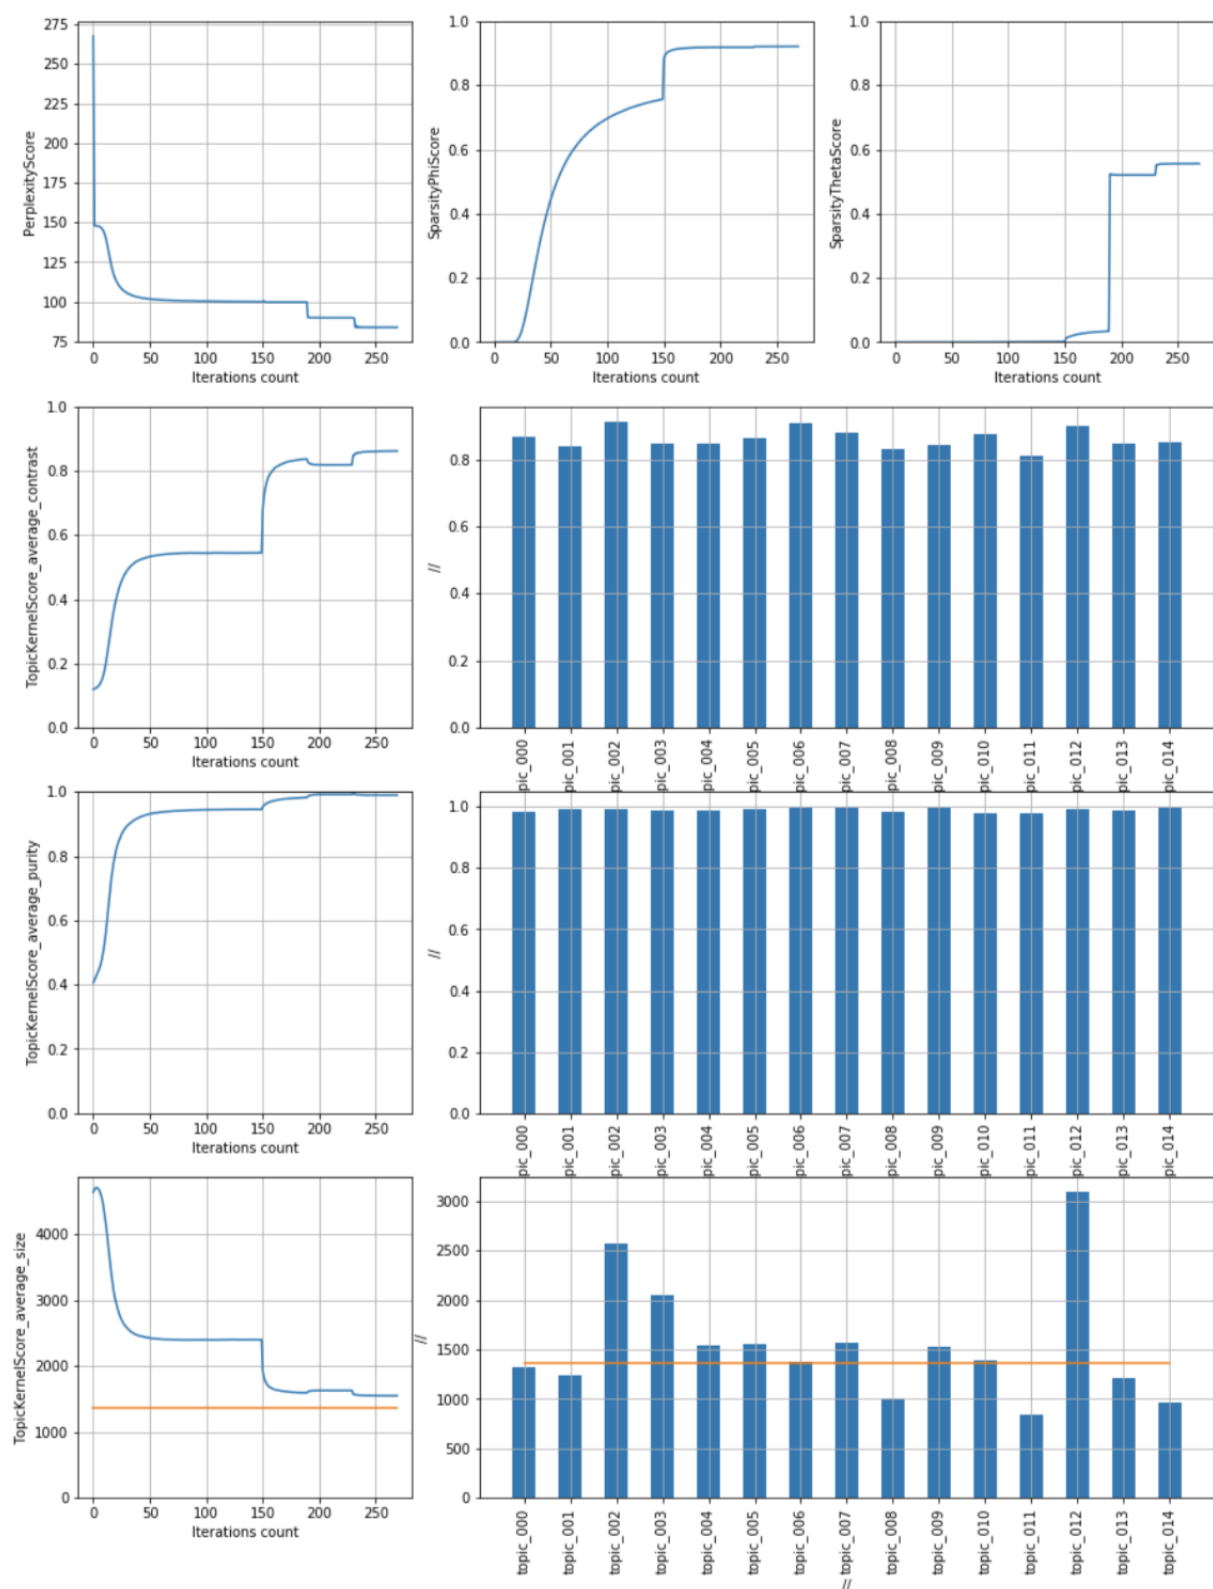 PerplexityScore
275
250
225
200
175
150
125
100
75
0 50 100 150 200 250
Iterations count
SparsityPhiScore
1.0
0.8
0.6
0.4
0.2
0.0
0 50 100 150 200 250
Iterations count
SparsityThetaScore
1.0
0.8
0.6
0.4
0.2
0.0
0 50 100 150 200 250
Iterations count
TopicKernelScore_average_contrast
1.0
0.8
0.6
0.4
0.2
0.0
0 50 100 150 200 250
Iterations count
//
0.8
0.6
0.4
0.2
0.0
pic_000
pic_001
pic_002
pic_003
pic_004
pic_005
pic_006
pic_007
pic_008
pic_009
pic_010
pic_011
pic_012
pic_013
pic_014
TopicKernelScore_average_purity
1.0
0.8
0.6
0.4
0.2
0.0
0 50 100 150 200 250
Iterations count
//
1.0
0.8
0.6
0.4
0.2
0.0
pic_000
pic_001
pic_002
pic_003
pic_004
pic_005
pic_006
pic_007
pic_008
pic_009
pic_010
pic_011
pic_012
pic_013
pic_014
TopicKernelScore_average_size
4000
3000
2000
1000
0
0 50 100 150 200 250
Iterations count
//
3000
2500
2000
1500
1000
500
0
topic_000
topic_001
topic_002
topic_003
topic_004
topic_005
topic_006
topic_007
topic_008
topic_009
topic_010
topic_011
topic_012
topic_013
topic_014
//